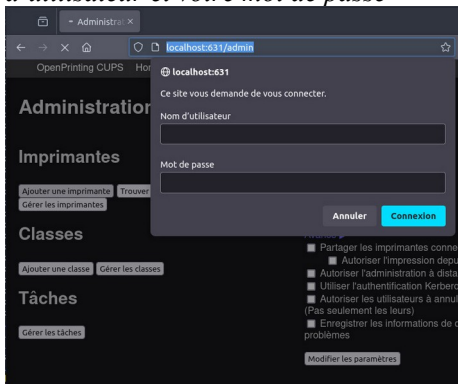 d'utilisateur et votre mot de passe
- Administrat
localhost:631/admin
OpenPrinting CUPS
localhost:631
Ce site vous demande de vous connecter.
Nom d'utilisateur
Mot de passe
Annuler
Connexion
Administration
Imprimantes
Ajouter une imprimante
Trouver
Gérer les imprimantes
Classes
Ajouter une classe
Gérer les classes
Tâches
Gérer les tâches
Partager les imprimantes conne
Autoriser l'impression depu
Autoriser l'administration à dista
Utiliser l'authentification Kerbero
Autoriser les utilisateurs à annul
(Pas seulement les leurs)
Enregistrer les informations de d
problèmes
Modifier les paramètres